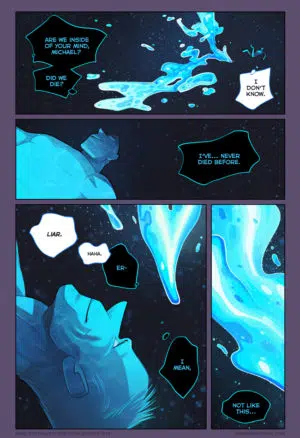 ARE WE INSIDE
OF YOUR MIND,
MICHAEL?
DID WE
DIE?
I
DON'T
KNOW.
I'VE... NEVER
DIED BEFORE.
LIAR.
HAHA.
ER-
I
MEAN.
NOT LIKE
THIS...